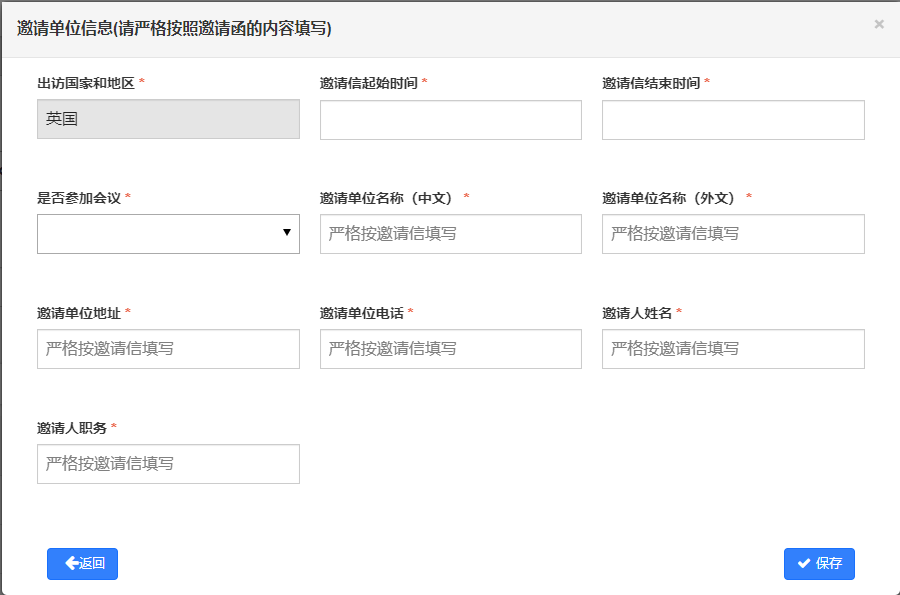 邀请单位信息(请严格按照邀请函的内容填写)
×
出访国家和地区 *
邀请信起始时间 *
邀请信结束时间 *
英国
是否参加会议 *
邀请单位名称（中文） *
邀请单位名称（外文） *
严格按邀请信填写
严格按邀请信填写
邀请单位地址 *
邀请单位电话 *
邀请人姓名 *
严格按邀请信填写
严格按邀请信填写
严格按邀请信填写
邀请人职务 *
严格按邀请信填写
返回
保存